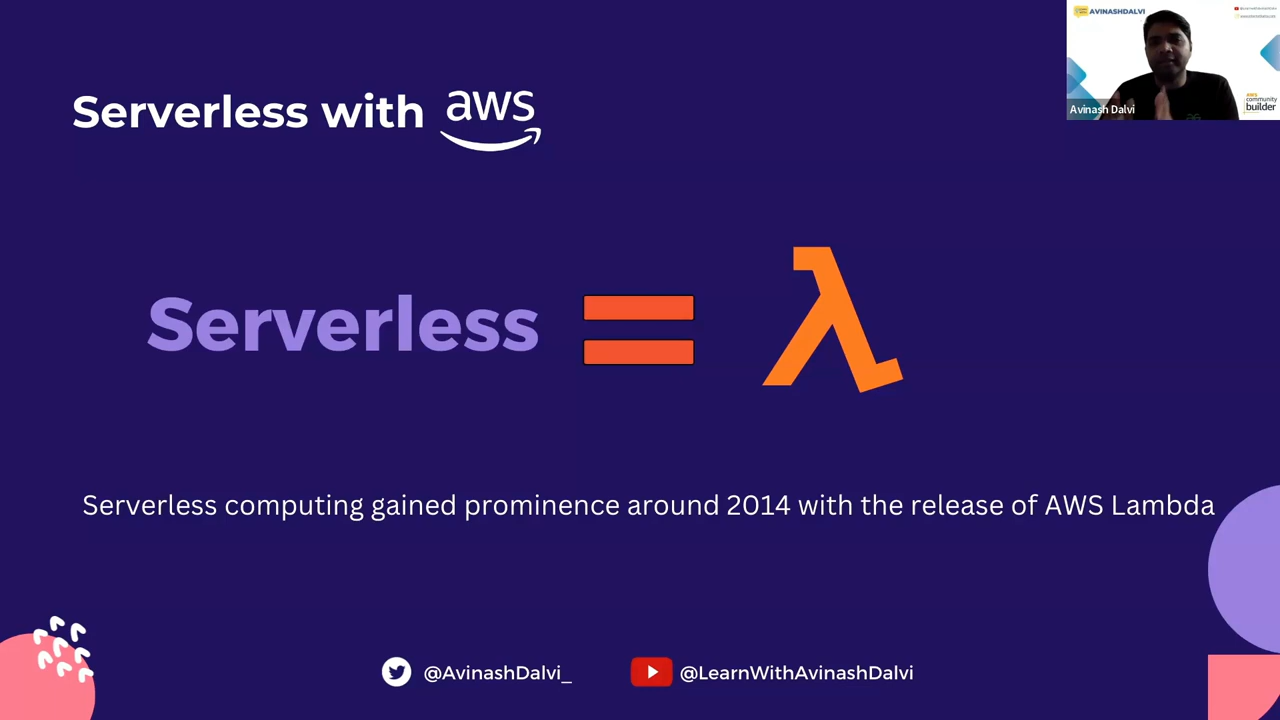 Serverless with aws
AVINASHDALVI
Avinash Dalvi
aws
community
builder
Serverless = λ
Serverless computing gained prominence around 2014 with the release of AWS Lambda
@AvinashDalvi_ @LearnWithAvinashDalvi